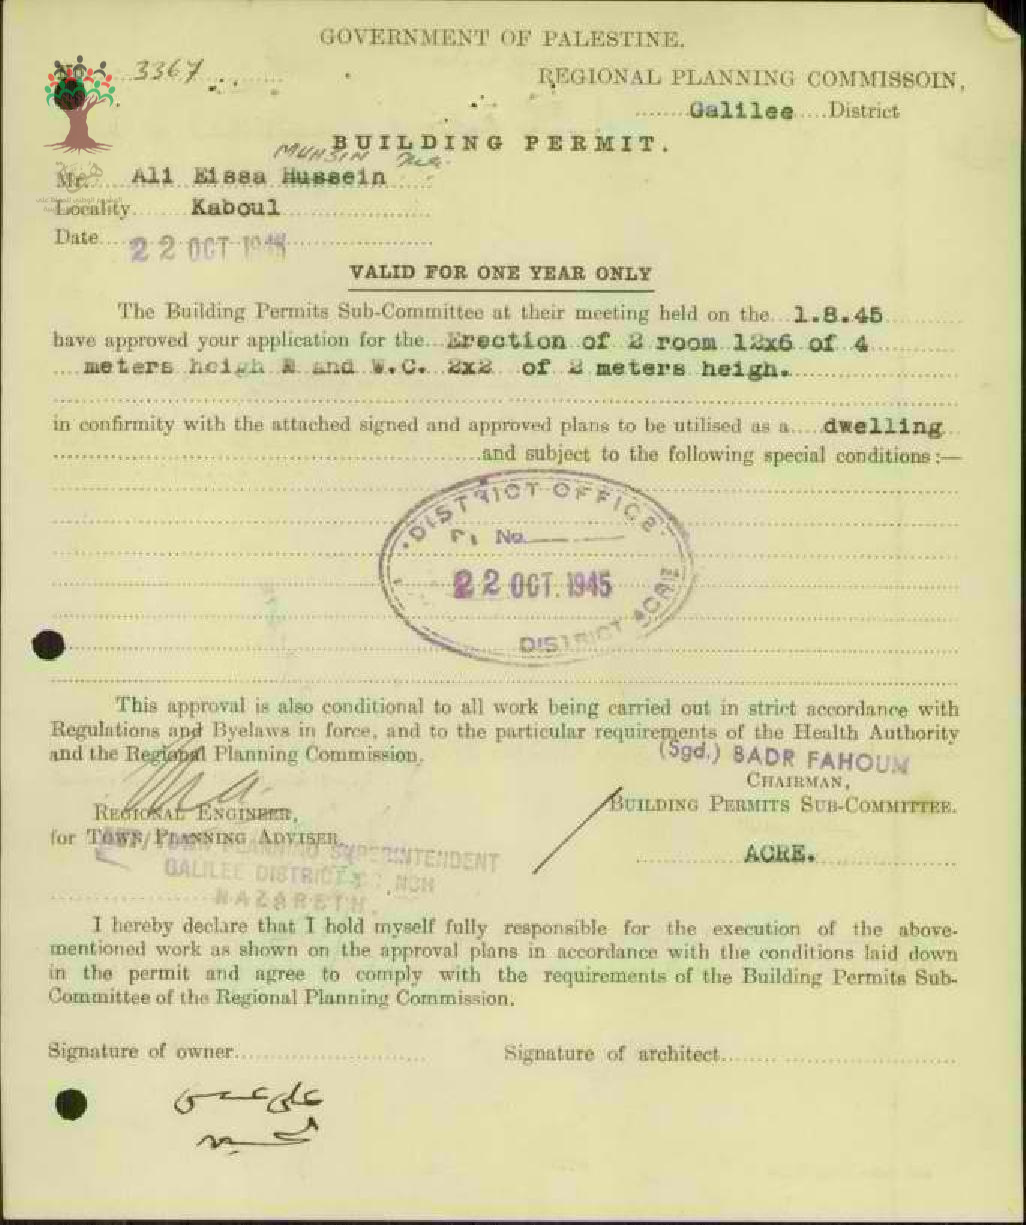 GOVERNMENT OF PALESTINE.
No. 3367
REGIONAL PLANNING COMMISSOIN,
Galilee District
BUILDING PERMIT.
MUHSIN
Mr. Ali Eissa Hussein
Locality Kaboul
Date 22 OCT 1945
VALID FOR ONE YEAR ONLY
The Building Permits Sub-Committee at their meeting held on the 1.8.45
have approved your application for the Erection of 2 room 12x6 of 4
meters heigh and W.C. 2x2 of 2 meters heigh.
in confirmity with the attached signed and approved plans to be utilised as a dwelling
and subject to the following special conditions :—
DISTRICT OFFICE
No.
22 OCT. 1945
DISTRICT ACRE
This approval is also conditional to all work being carried out in strict accordance with
Regulations and Byelaws in force, and to the particular requirements of the Health Authority
and the Regional Planning Commission.
(Sgd.) BADR FAHOUM
CHAIRMAN,
REGIONAL ENGINEER,
BUILDING PERMITS SUB-COMMITTEE.
for TOWN PLANNING ADVISER
TOWN PLANNING SUPERINTENDENT
ACRE.
GALILEE DISTRICT
NAZARETH.
I hereby declare that I hold myself fully responsible for the execution of the above-
mentioned work as shown on the approval plans in accordance with the conditions laid down
in the permit and agree to comply with the requirements of the Building Permits Sub-
Committee of the Regional Planning Commission.
Signature of owner
Signature of architect
علي عيسى